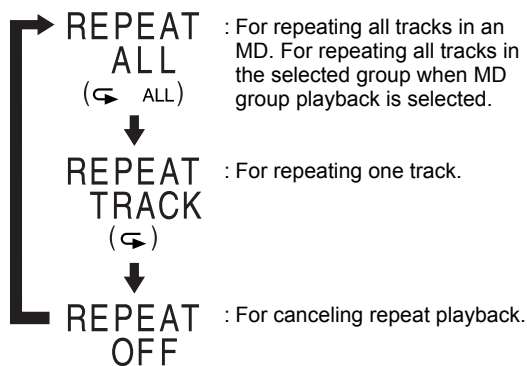 REPEAT
ALL
(ALL)
: For repeating all tracks in an
MD. For repeating all tracks in
the selected group when MD
group playback is selected.
REPEAT
TRACK
: For repeating one track.
REPEAT
OFF
: For canceling repeat playback.